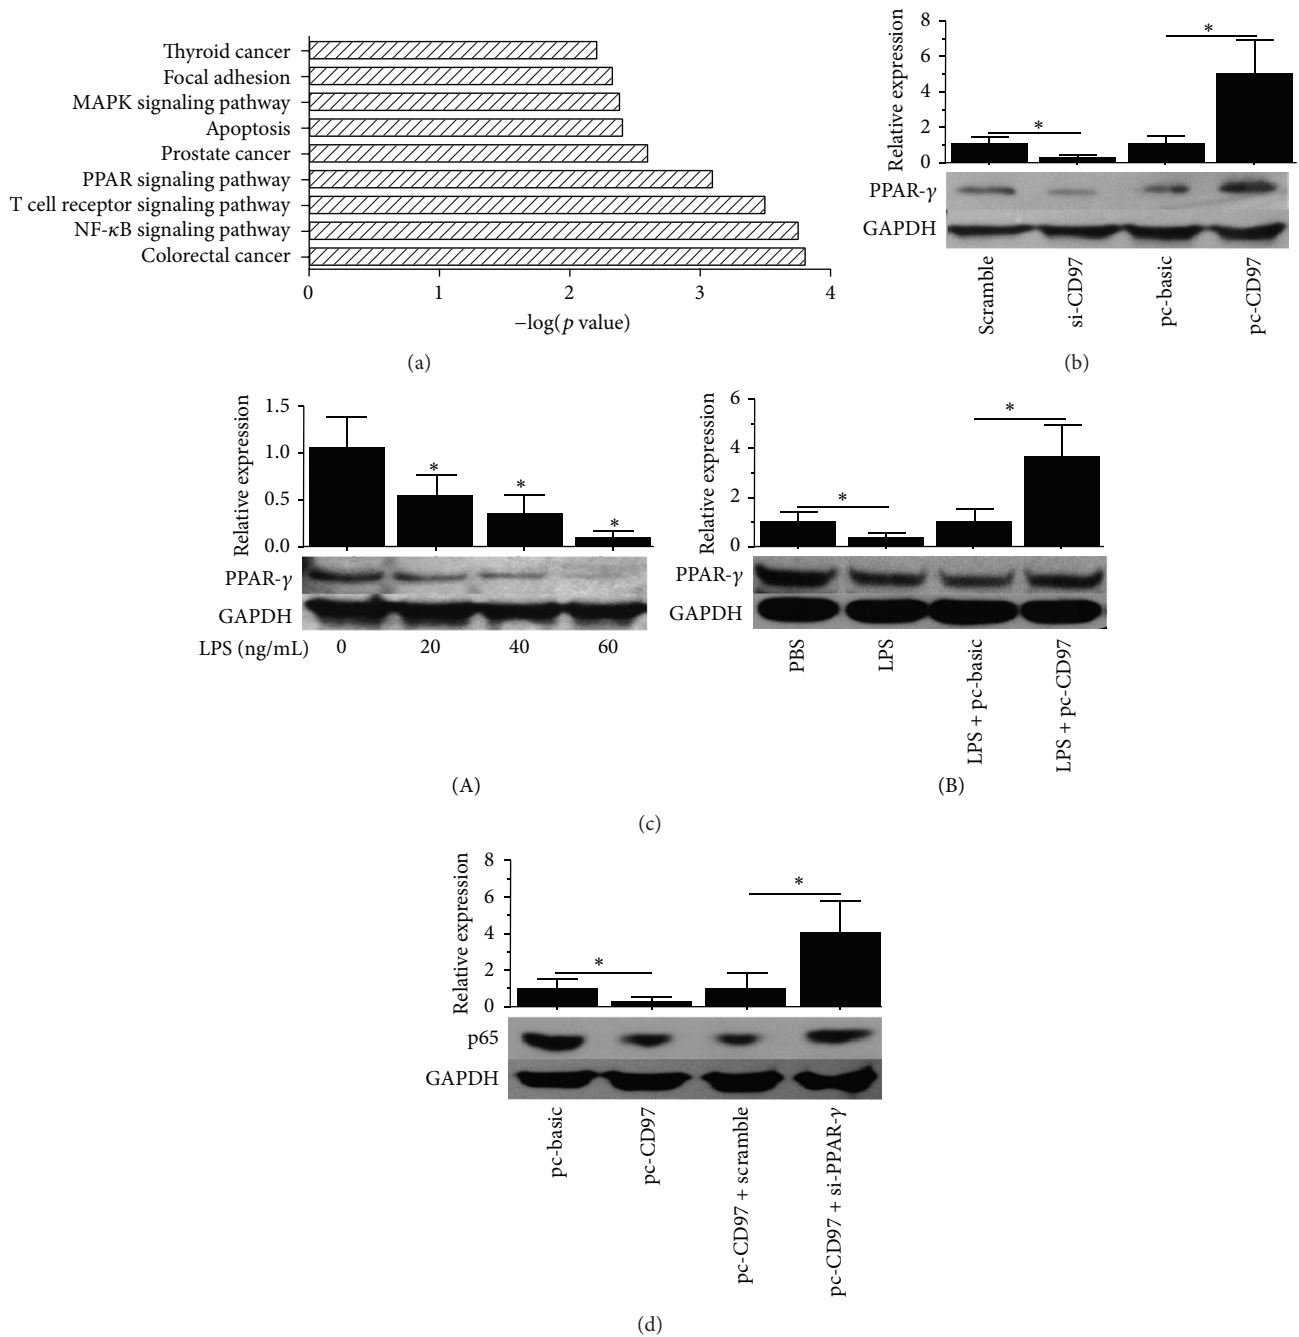 Thyroid cancer
Focal adhesion
MAPK signaling pathway
Apoptosis
Prostate cancer
PPAR signaling pathway
T cell receptor signaling pathway
NF-κB signaling pathway
Colorectal cancer
0 1 2 3 4
−log(p value)
(a)
Relative expression
8
6
4
2
0
*
*
PPAR-γ
GAPDH
Scramble
si-CD97
pc-basic
pc-CD97
(b)
Relative expression
1.5
1.0
0.5
0.0
*
*
*
PPAR-γ
GAPDH
LPS (ng/mL) 0 20 40 60
(A)
Relative expression
6
4
2
0
*
*
PPAR-γ
GAPDH
PBS
LPS
LPS + pc-basic
LPS + pc-CD97
(B)
(c)
Relative expression
8
6
4
2
0
*
*
p65
GAPDH
pc-basic
pc-CD97
pc-CD97 + scramble
pc-CD97 + si-PPAR-γ
(d)